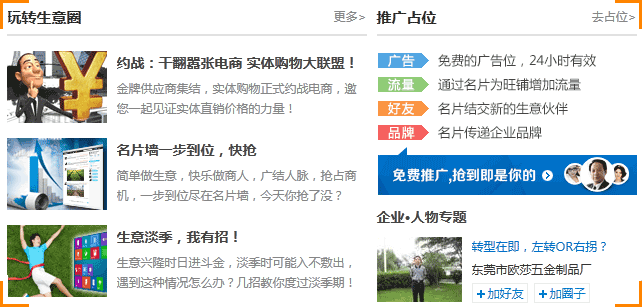 玩转生意圈
更多>
约战：干翻嚣张电商 实体购物大联盟！
金牌供应商集结，实体购物正式约战电商，邀
您一起见证实体直销价格的力量！
名片墙一步到位，快抢
简单做生意，快乐做商人，广结人脉，抢占商
机，一步到位尽在名片墙，今天你抢了没？
生意淡季，我有招！
生意兴隆时日进斗金，淡季时可能入不敷出，
遇到这种情况怎么办？几招教你度过淡季期！
推广占位
去占位>
广告 免费的广告位，24小时有效
流量 通过名片为旺铺增加流量
好友 名片结交新的生意伙伴
品牌 名片传递企业品牌
免费推广,抢到即是你的
企业•人物专题
转型在即，左转OR右拐？
东莞市欧莎五金制品厂
+加好友 +加圈子